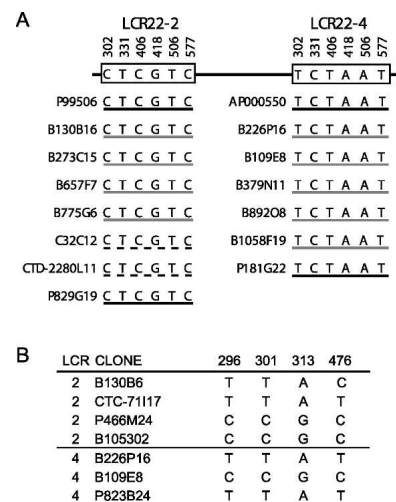 A
LCR22-2 LCR22-4
302 331 406 418 506 577 302 331 406 418 506 577
C T C G T C T C T A A T
P99506 C T C G T C AP000550 T C T A A T
B130B16 C T C G T C B226P16 T C T A A T
B273C15 C T C G T C B109E8 T C T A A T
B657F7 C T C G T C B379N11 T C T A A T
B775G6 C T C G T C B892O8 T C T A A T
C32C12 C T C G T C B1058F19 T C T A A T
CTD-2280L11 C T C G T C P181G22 T C T A A T
P829G19 C T C G T C
B
LCR CLONE 296 301 313 476
2 B130B6 T T A C
2 CTC-71I17 T T A T
2 P466M24 C C G C
2 B105302 C C G C
4 B226P16 T T A T
4 B109E8 C C G C
4 P823B24 T T A T